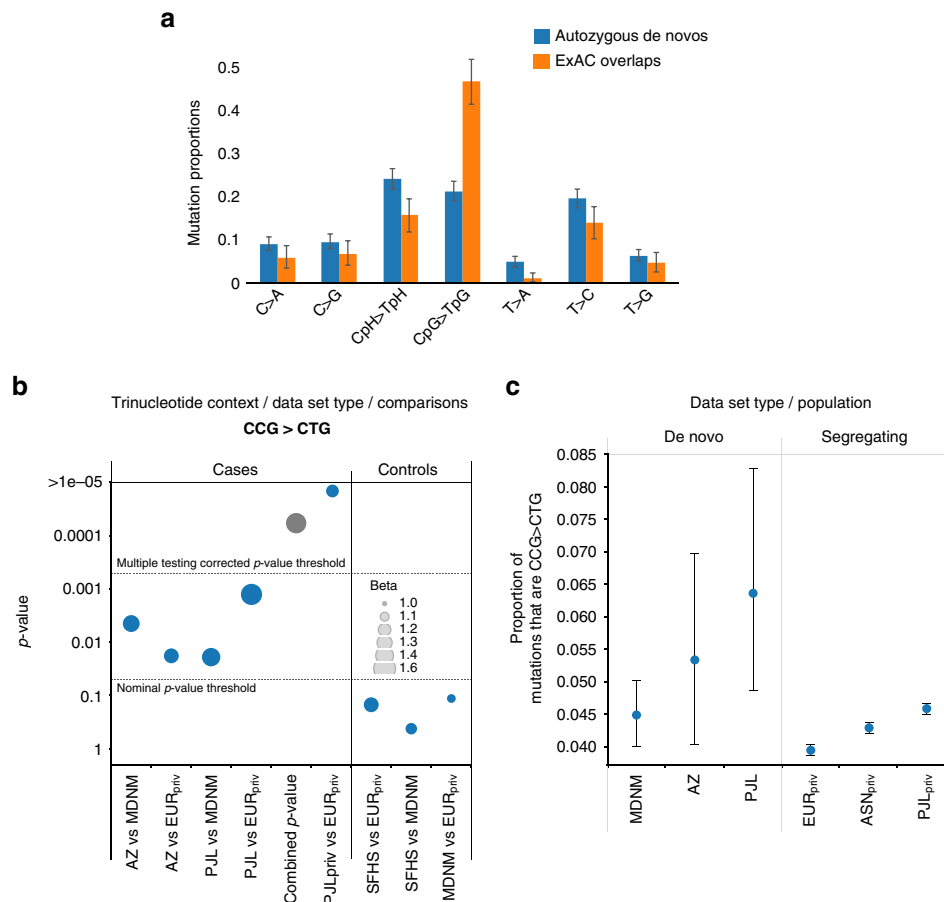 a
Autozygous de novos
ExAC overlaps
Mutation proportions
0.5
0.4
0.3
0.2
0.1
0
C>A
C>G
CpH>TpH
CpG>TpG
T>A
T>C
T>G
b
Trinucleotide context / data set type / comparisons
CCG > CTG
Cases
Controls
p-value
>1e–05
0.0001
0.001
0.01
0.1
1
Multiple testing corrected p-value threshold
Nominal p-value threshold
Beta
1.0
1.1
1.2
1.3
1.4
1.6
AZ vs MDNM
AZ vs EURpriv
PJL vs MDNM
PJL vs EURpriv
Combined p-value
PJLpriv vs EURpriv
SFHS vs EURpriv
SFHS vs MDNM
MDNM vs EURpriv
c
Data set type / population
De novo
Segregating
Proportion of
mutations that are CCG>CTG
0.085
0.080
0.075
0.070
0.065
0.060
0.055
0.050
0.045
0.040
MDNM
AZ
PJL
EURpriv
ASNpriv
PJLpriv